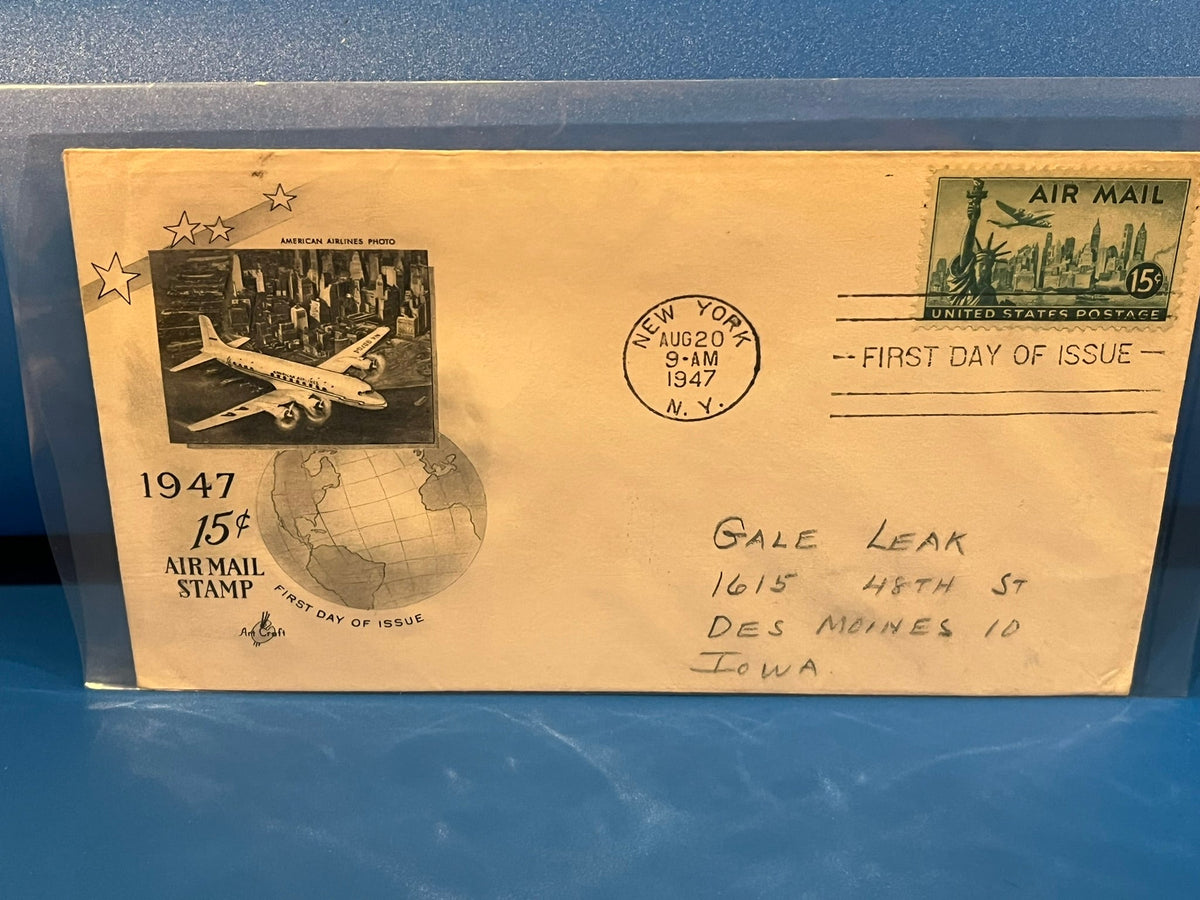 AMERICAN AIRLINES PHOTO
1947
15¢
AIR MAIL
STAMP
FIRST DAY OF ISSUE
Art Craft
NEW YORK
AUG 20
9-AM
1947
N. Y.
AIR MAIL
15¢
UNITED STATES POSTAGE
-- FIRST DAY OF ISSUE --
GALE LEAK
1615 48TH ST
DES MOINES 10
IOWA.